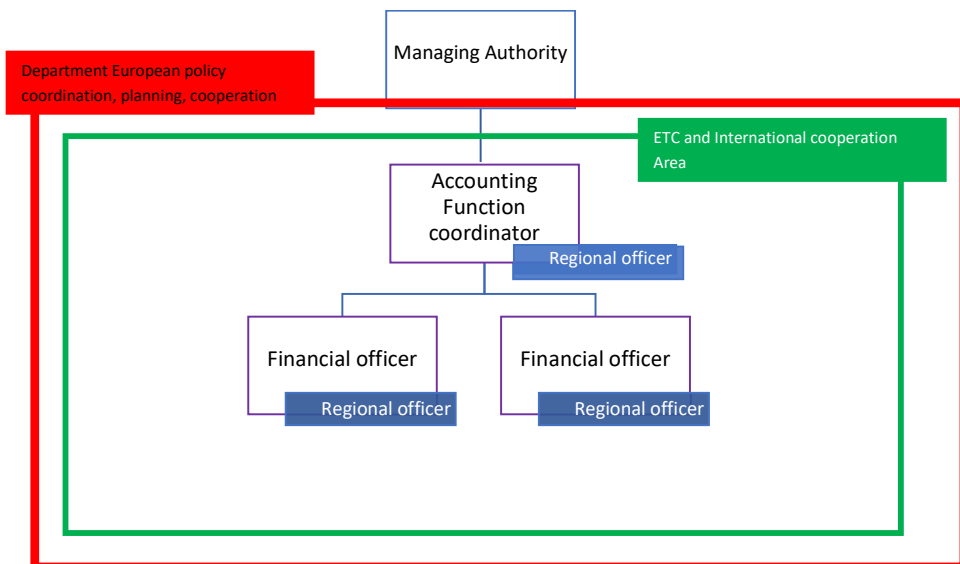 Managing Authority
Department European policy
coordination, planning, cooperation
ETC and International cooperation
Area
Accounting
Function
coordinator
Regional officer
Financial officer
Regional officer
Financial officer
Regional officer